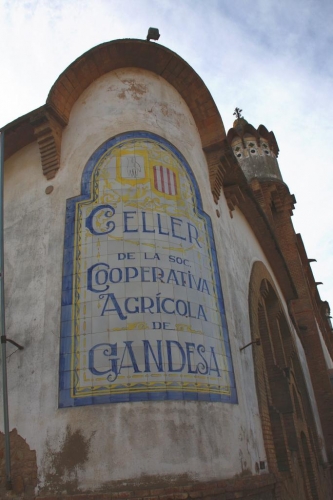 CELLER
DE LA SOC
COOPERATIVA
AGRÍCOLA
DE
GANDESA